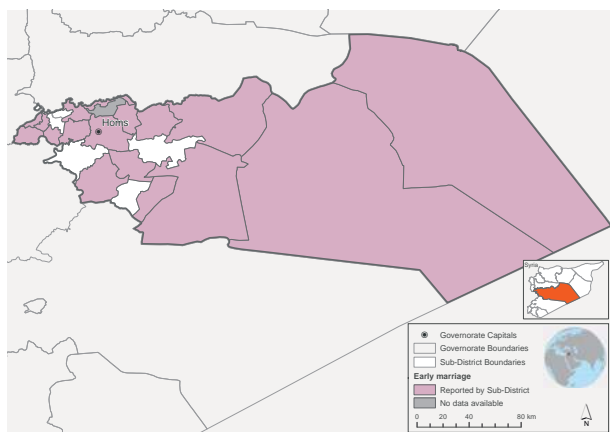 Homs
Syria
Governorate Capitals
Governorate Boundaries
Sub-District Boundaries
Early marriage
Reported by Sub-District
No data available
0 20 40 80 km
N